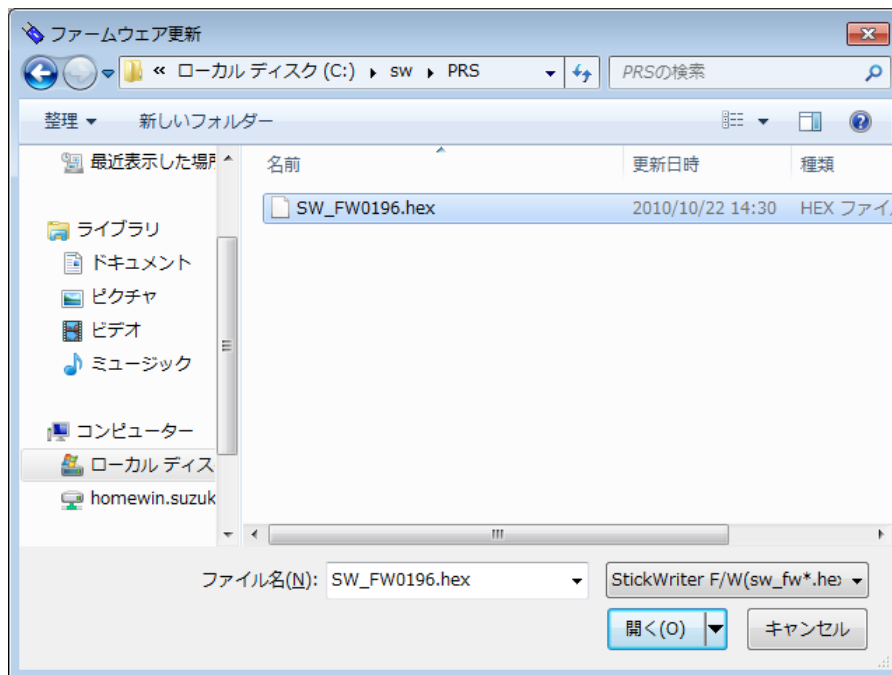 ファームウェア更新
« ローカル ディスク (C:) ▸ sw ▸ PRS
PRSの検索
整理 ▼ 新しいフォルダー
最近表示した場所
名前 更新日時 種類
SW_FW0196.hex 2010/10/22 14:30 HEX ファイル
ライブラリ
ドキュメント
ピクチャ
ビデオ
ミュージック
コンピューター
ローカル ディス
homewin.suzuk
ファイル名(N): SW_FW0196.hex
StickWriter F/W(sw_fw*.hex
開く(O) キャンセル